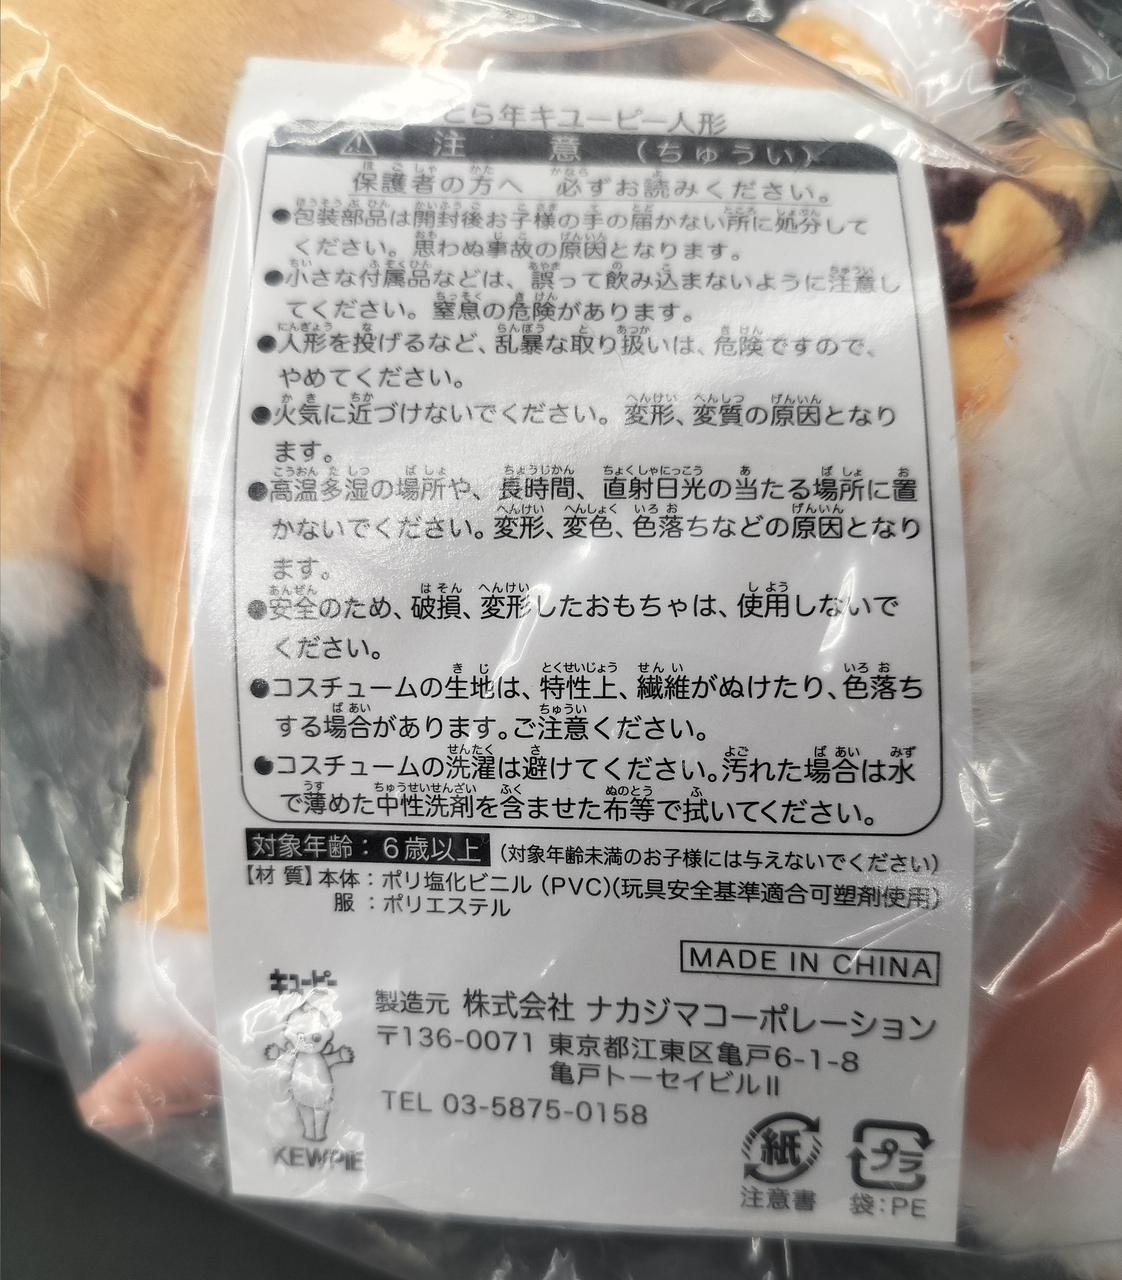 とら年キューピー人形
⚠ 注 意 (ちゅうい)
保護者の方へ 必ずお読みください。
●包装部品は開封後お子様の手の届かない所に処分して
ください。思わぬ事故の原因となります。
●小さな付属品などは、誤って飲み込まないように注意し
てください。窒息の危険があります。
●人形を投げるなど、乱暴な取り扱いは、危険ですので、
やめてください。
●火気に近づけないでください。変形、変質の原因となり
ます。
●高温多湿の場所や、長時間、直射日光の当たる場所に置
かないでください。変形、変色、色落ちなどの原因となり
ます。
●安全のため、破損、変形したおもちゃは、使用しないで
ください。
●コスチュームの生地は、特性上、繊維がぬけたり、色落ち
する場合があります。ご注意ください。
●コスチュームの洗濯は避けてください。汚れた場合は水
で薄めた中性洗剤を含ませた布等で拭いてください。
対象年齢：6歳以上 (対象年齢未満のお子様には与えないでください)
【材 質】本体：ポリ塩化ビニル (PVC)(玩具安全基準適合可塑剤使用)
服 ：ポリエステル
MADE IN CHINA
キューピー
KEWPIE
製造元 株式会社 ナカジマコーポレーション
〒136-0071 東京都江東区亀戸6-1-8
亀戸トーセイビルⅡ
TEL 03-5875-0158
紙
注意書
プラ
袋：PE